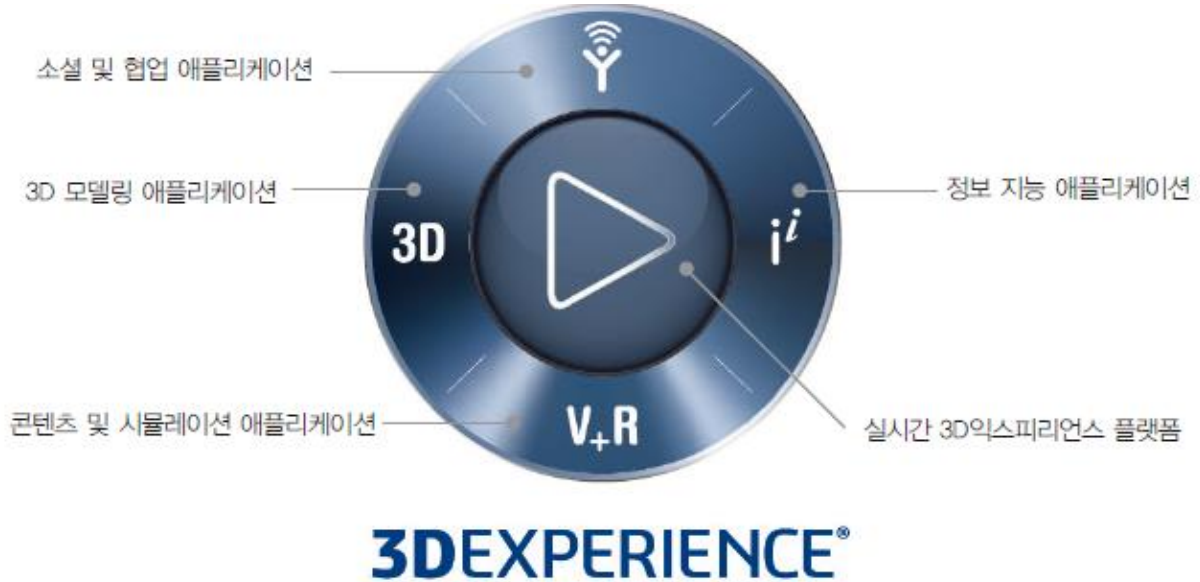 소셜 및 협업 애플리케이션
3D 모델링 애플리케이션
정보 지능 애플리케이션
3D
iⁱ
콘텐츠 및 시뮬레이션 애플리케이션
V+R
실시간 3D익스피리언스 플랫폼
3DEXPERIENCE®